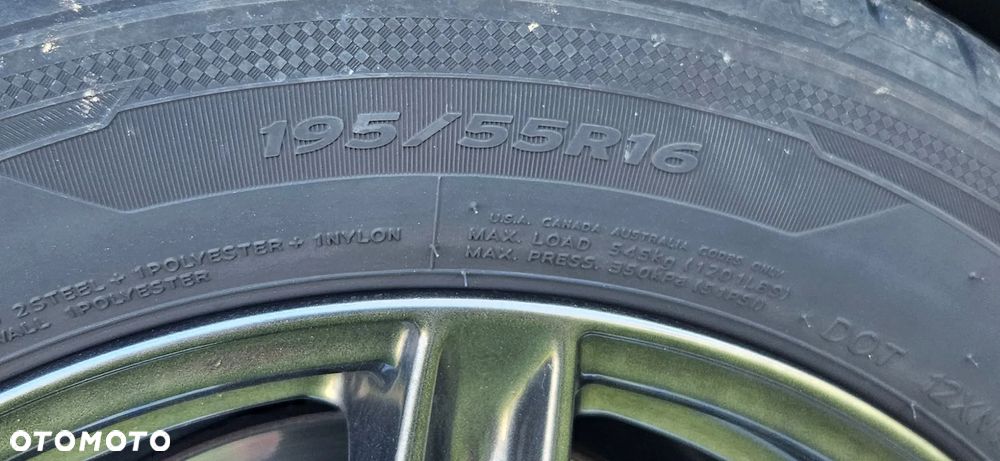 195/55R16
U.S.A. CANADA AUSTRALIA CODES ONLY
MAX. LOAD 545kg (1201LBS)
MAX. PRESS. 350kPa (51PSI)
2STEEL + 1POLYESTER + 1NYLON
1POLYESTER
DOT
OTOMOTO